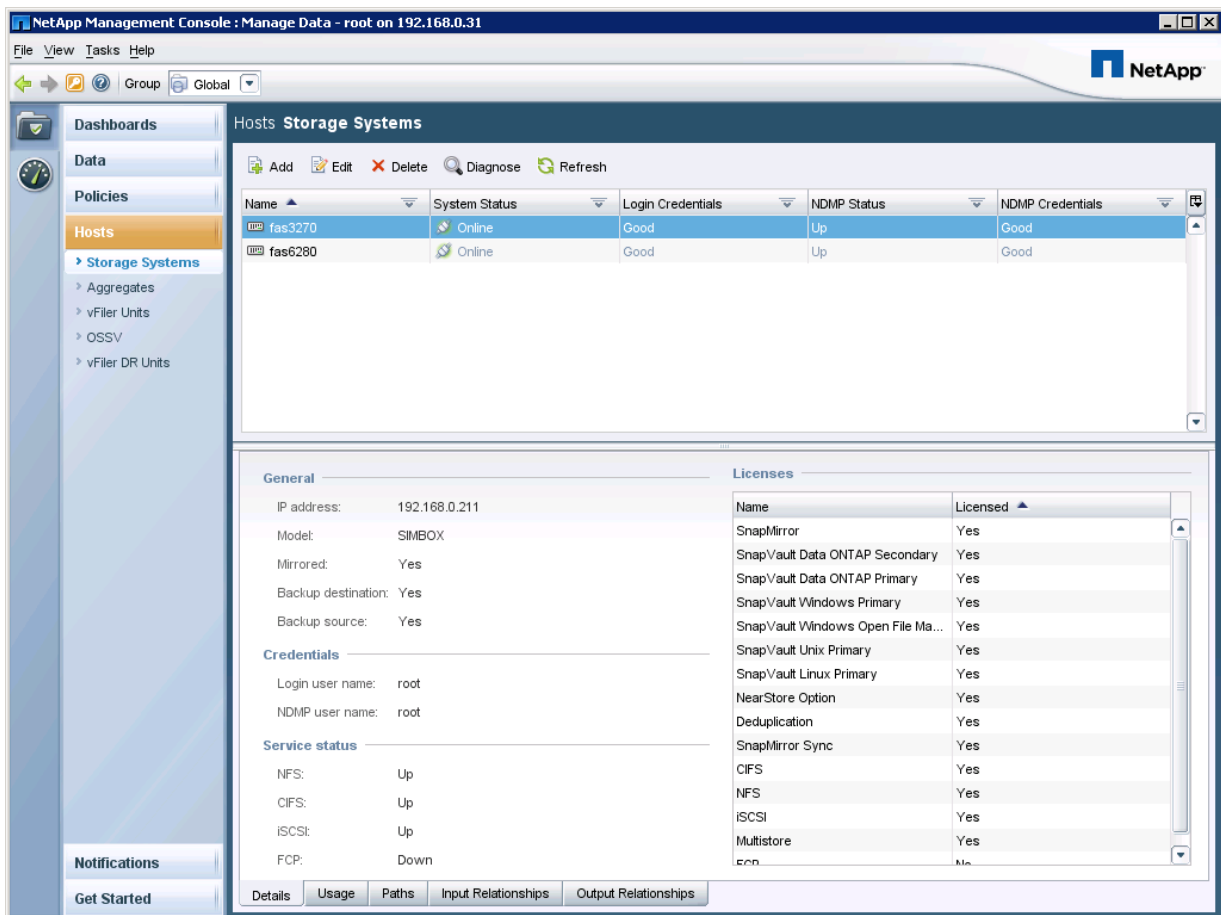 NetApp Management Console : Manage Data - root on 192.168.0.31
File View Tasks Help
Group Global
NetApp
Dashboards
Data
Policies
Hosts
Storage Systems
Aggregates
vFiler Units
OSSV
vFiler DR Units
Notifications
Get Started
Hosts Storage Systems
Add Edit Delete Diagnose Refresh
Name System Status Login Credentials NDMP Status NDMP Credentials
fas3270 Online Good Up Good
fas6280 Online Good Up Good
General
IP address: 192.168.0.211
Model: SIMBOX
Mirrored: Yes
Backup destination: Yes
Backup source: Yes
Credentials
Login user name: root
NDMP user name: root
Service status
NFS: Up
CIFS: Up
iSCSI: Up
FCP: Down
Licenses
Name Licensed
SnapMirror Yes
SnapVault Data ONTAP Secondary Yes
SnapVault Data ONTAP Primary Yes
SnapVault Windows Primary Yes
SnapVault Windows Open File Ma... Yes
SnapVault Unix Primary Yes
SnapVault Linux Primary Yes
NearStore Option Yes
Deduplication Yes
SnapMirror Sync Yes
CIFS Yes
NFS Yes
iSCSI Yes
Multistore Yes
FCP No
Details Usage Paths Input Relationships Output Relationships